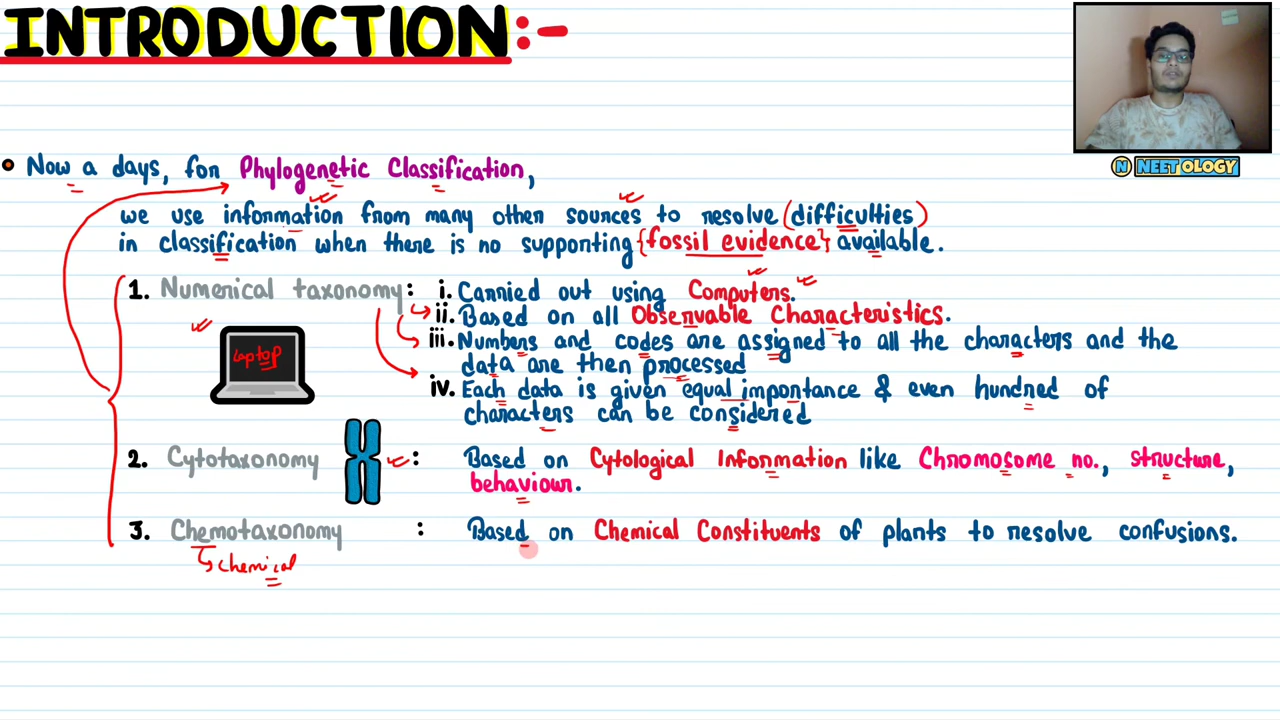 INTRODUCTION:-
NEETOLOGY
• Now a days, for Phylogenetic Classification,
we use information from many other sources to resolve (difficulties)
in classification when there is no supporting {fossil evidence} available.
1. Numerical taxonomy : i. Carried out using Computers.
ii. Based on all Observable Characteristics.
iii. Numbers and codes are assigned to all the characters and the
data are then processed
laptop
iv. Each data is given equal importance & even hundred of
characters can be considered
2. Cytotaxonomy : Based on Cytological Information like Chromosome no., structure,
behaviour.
3. Chemotaxonomy : Based on Chemical Constituents of plants to resolve confusions.
chemical